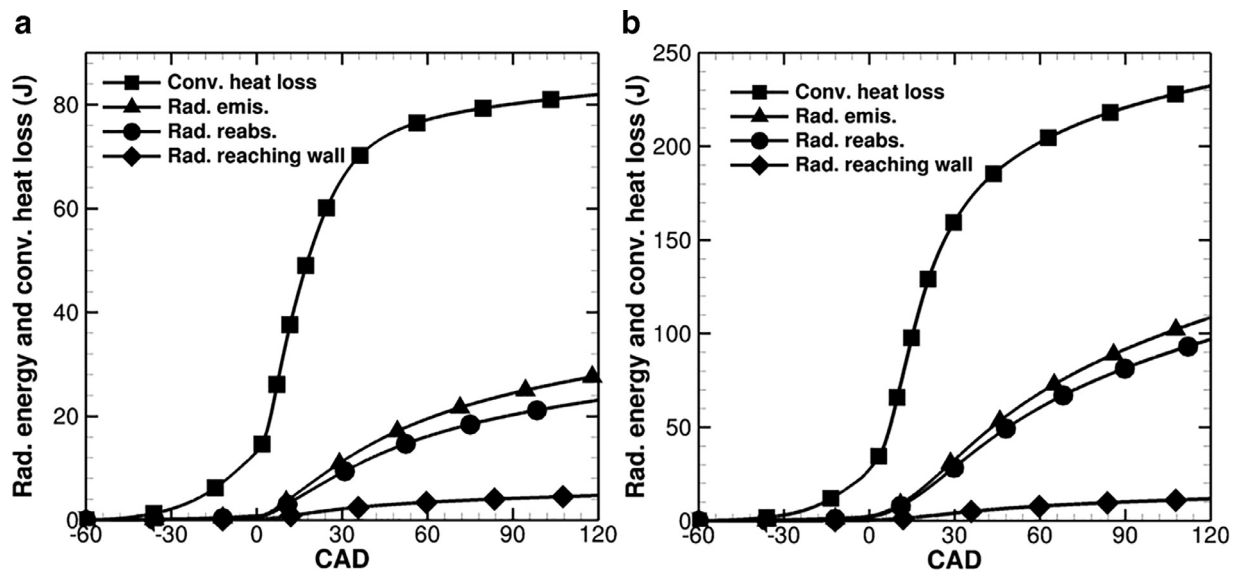 a
Rad. energy and conv. heat loss (J)
80
60
40
20
0
Conv. heat loss
Rad. emis.
Rad. reabs.
Rad. reaching wall
-60 -30 0 30 60 90 120
CAD
b
Rad. energy and conv. heat loss (J)
250
200
150
100
50
0
Conv. heat loss
Rad. emis.
Rad. reabs.
Rad. reaching wall
-60 -30 0 30 60 90 120
CAD